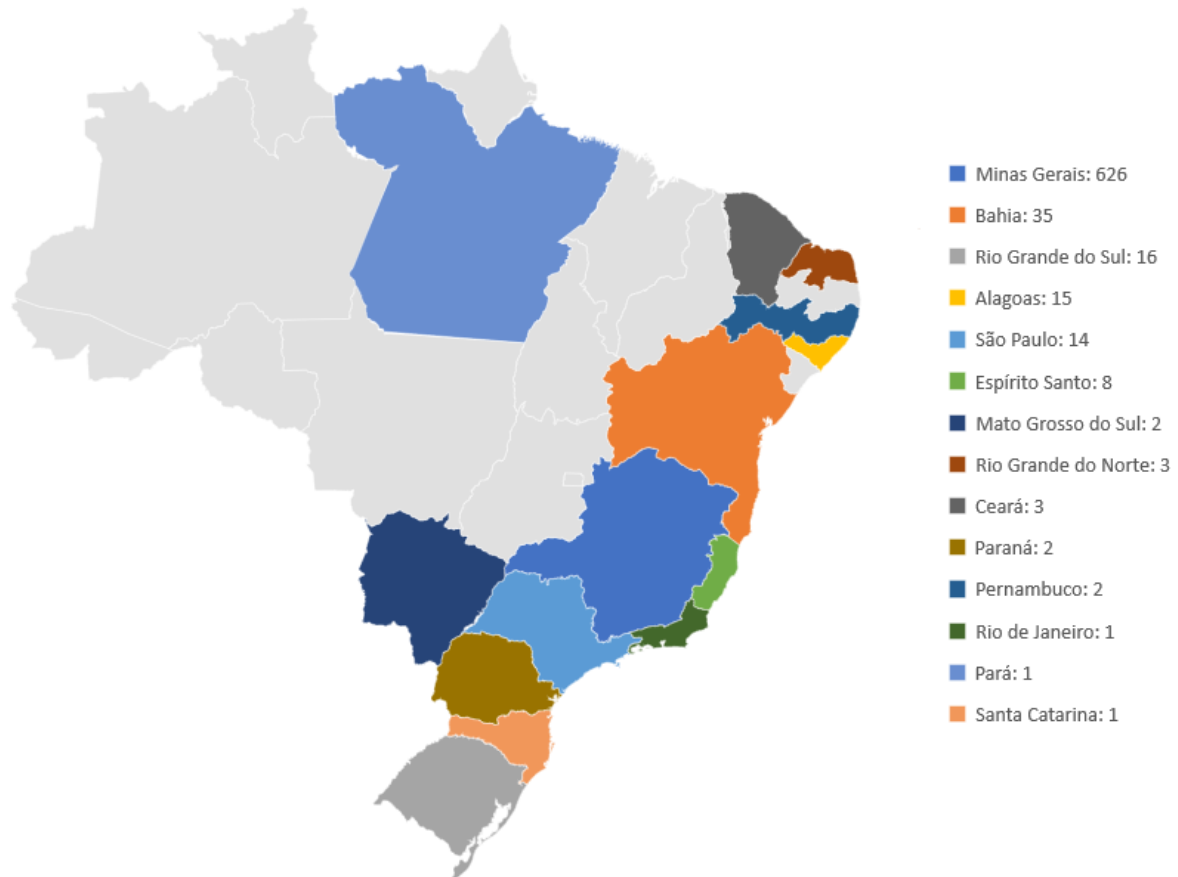 Minas Gerais: 626
Bahia: 35
Rio Grande do Sul: 16
Alagoas: 15
São Paulo: 14
Espírito Santo: 8
Mato Grosso do Sul: 2
Rio Grande do Norte: 3
Ceará: 3
Paraná: 2
Pernambuco: 2
Rio de Janeiro: 1
Pará: 1
Santa Catarina: 1